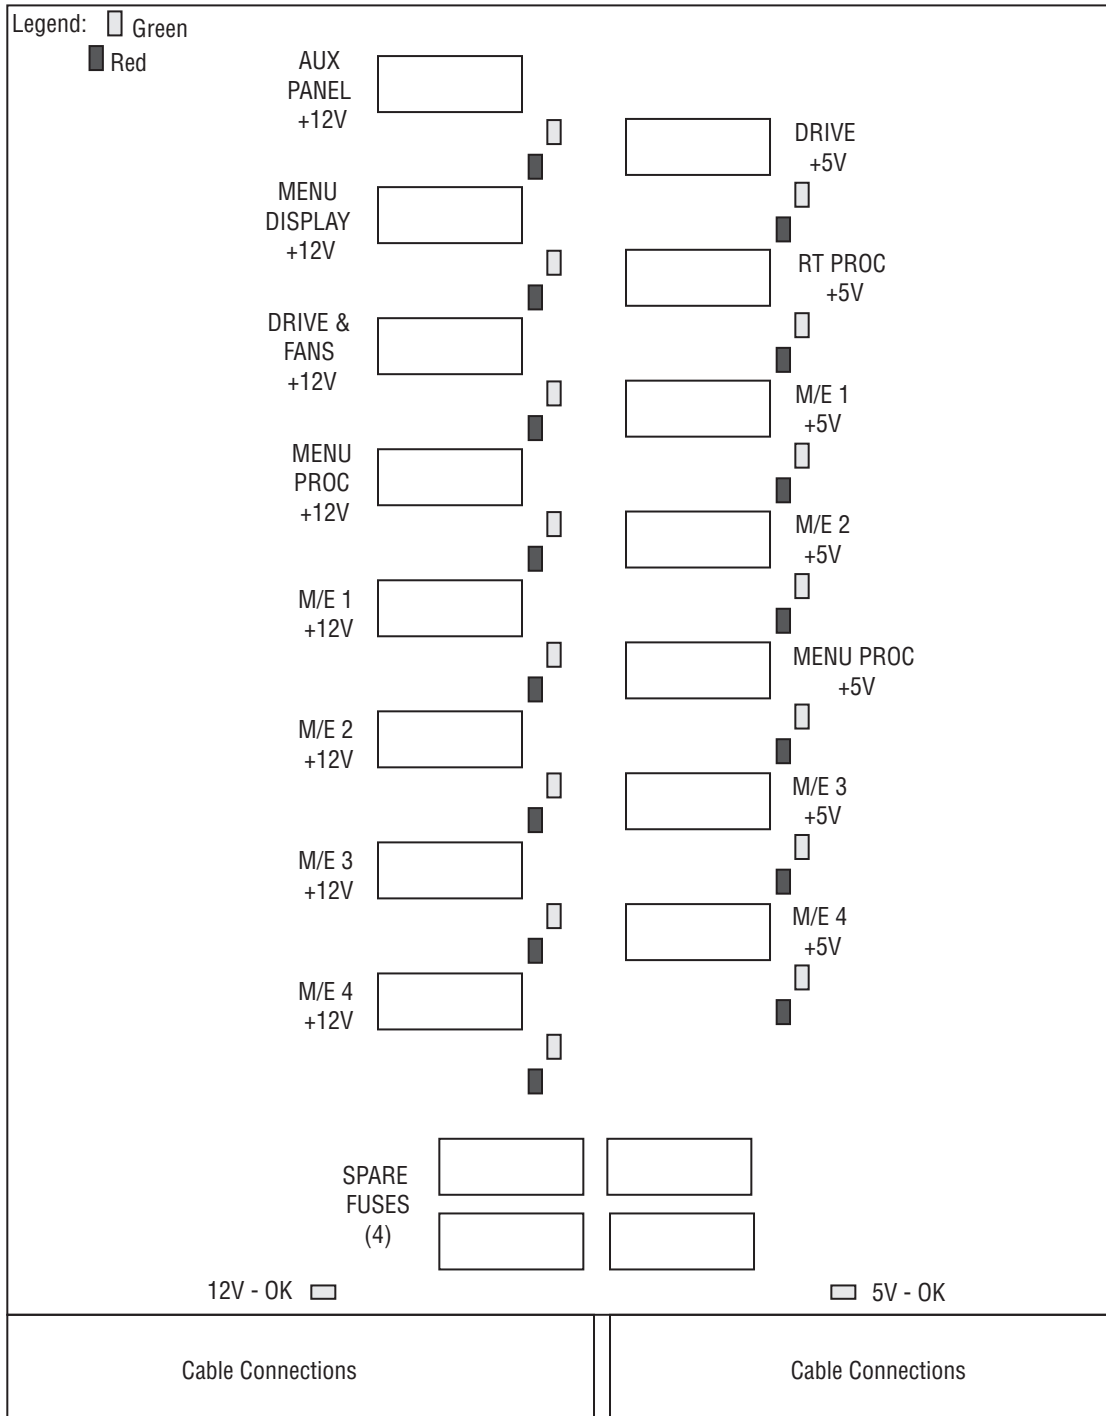 Legend: Green
Red
AUX
PANEL
+12V
MENU
DISPLAY
+12V
DRIVE &
FANS
+12V
MENU
PROC
+12V
M/E 1
+12V
M/E 2
+12V
M/E 3
+12V
M/E 4
+12V
DRIVE
+5V
RT PROC
+5V
M/E 1
+5V
M/E 2
+5V
MENU PROC
+5V
M/E 3
+5V
M/E 4
+5V
SPARE
FUSES
(4)
12V - OK
5V - OK
Cable Connections
Cable Connections